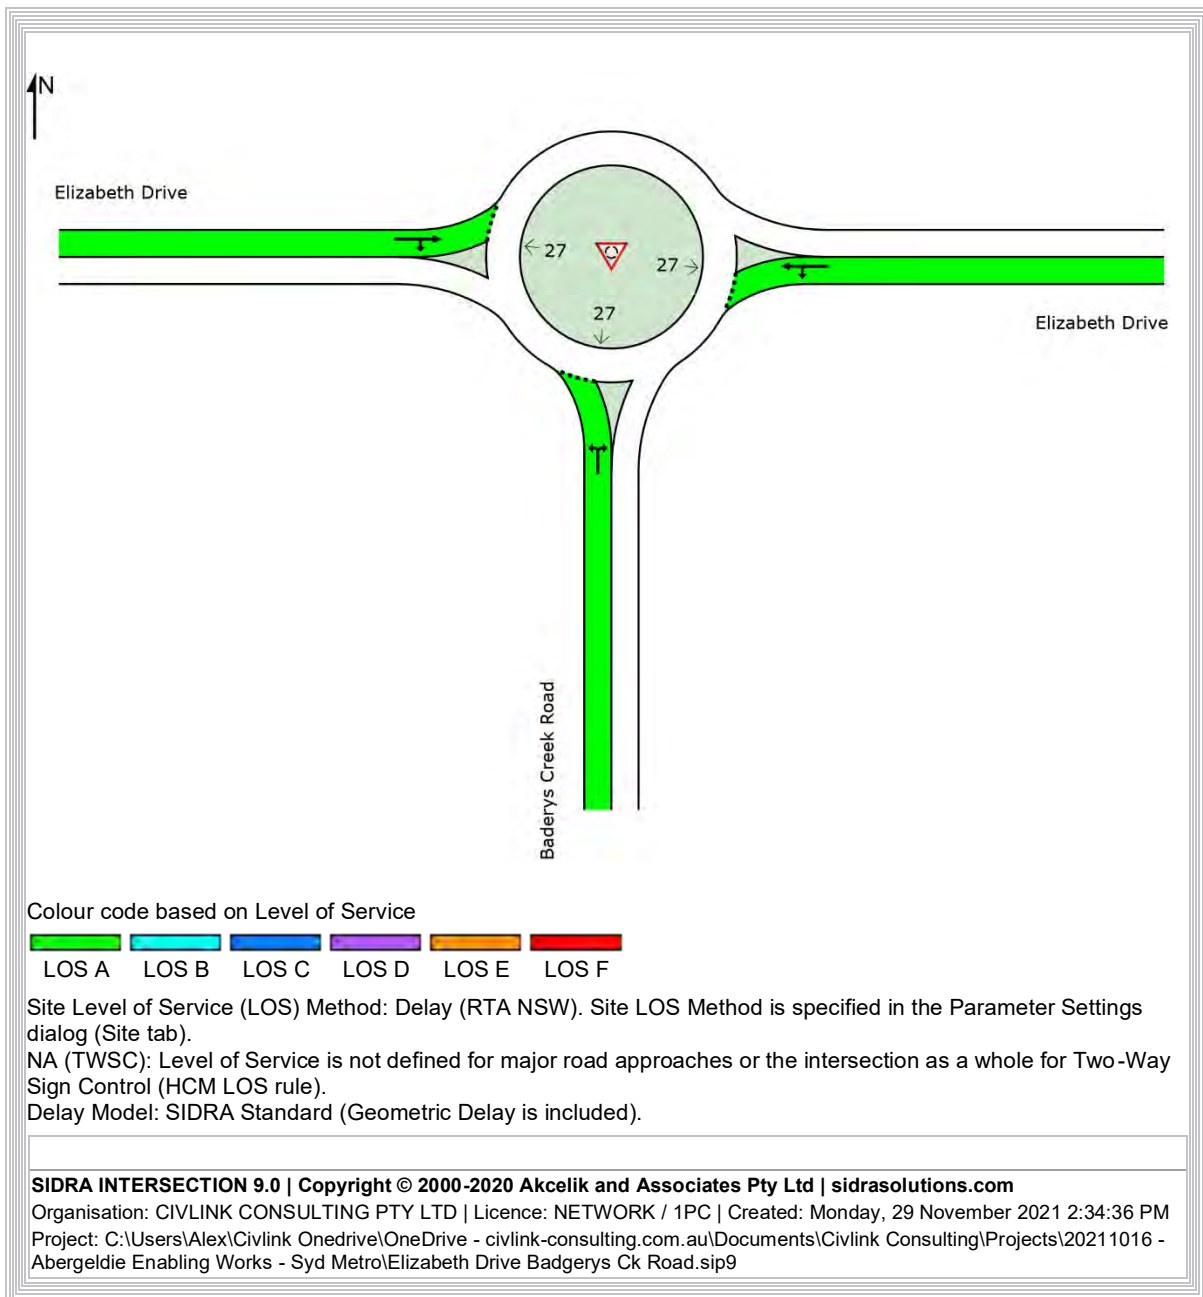 N
Elizabeth Drive
27
27
27
Elizabeth Drive
Baderys Creek Road
Colour code based on Level of Service
LOS A LOS B LOS C LOS D LOS E LOS F
Site Level of Service (LOS) Method: Delay (RTA NSW). Site LOS Method is specified in the Parameter Settings
dialog (Site tab).
NA (TWSC): Level of Service is not defined for major road approaches or the intersection as a whole for Two-Way
Sign Control (HCM LOS rule).
Delay Model: SIDRA Standard (Geometric Delay is included).
SIDRA INTERSECTION 9.0 | Copyright © 2000-2020 Akcelik and Associates Pty Ltd | sidrasolutions.com
Organisation: CIVLINK CONSULTING PTY LTD | Licence: NETWORK / 1PC | Created: Monday, 29 November 2021 2:34:36 PM
Project: C:\Users\Alex\Civlink Onedrive\OneDrive - civlink-consulting.com.au\Documents\Civlink Consulting\Projects\20211016 -
Abergeldie Enabling Works - Syd Metro\Elizabeth Drive Badgerys Ck Road.sip9